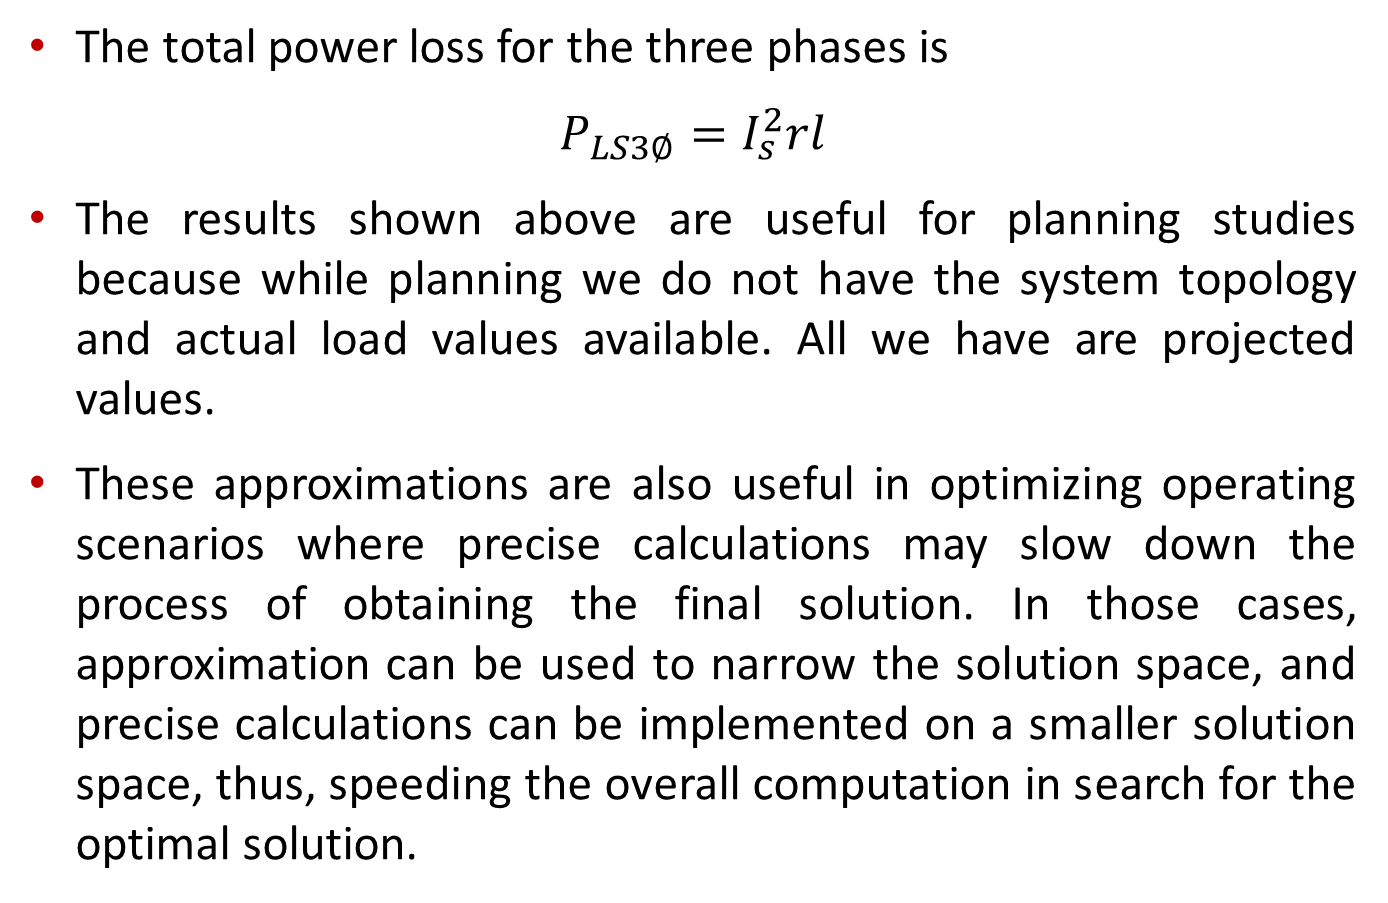 • The total power loss for the three phases is
P_{LS3∅} = I_s^2 rl
• The results shown above are useful for planning studies
because while planning we do not have the system topology
and actual load values available. All we have are projected
values.
• These approximations are also useful in optimizing operating
scenarios where precise calculations may slow down the
process of obtaining the final solution. In those cases,
approximation can be used to narrow the solution space, and
precise calculations can be implemented on a smaller solution
space, thus, speeding the overall computation in search for the
optimal solution.